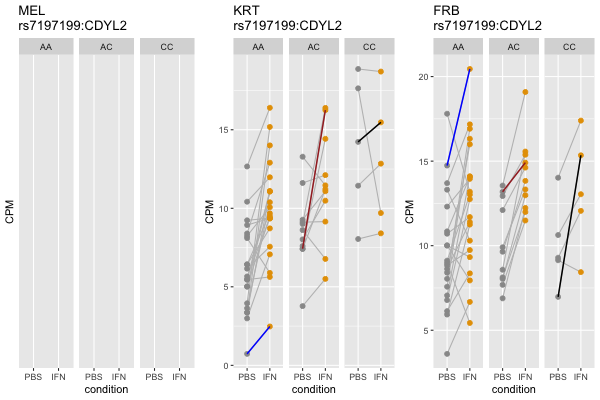 MEL
rs7197199:CDYL2
AA AC CC
CPM
PBS IFN PBS IFN PBS IFN
condition
KRT
rs7197199:CDYL2
AA AC CC
CPM
15
10
5
0
PBS IFN PBS IFN PBS IFN
condition
FRB
rs7197199:CDYL2
AA AC CC
CPM
20
15
10
5
PBS IFN PBS IFN PBS IFN
condition